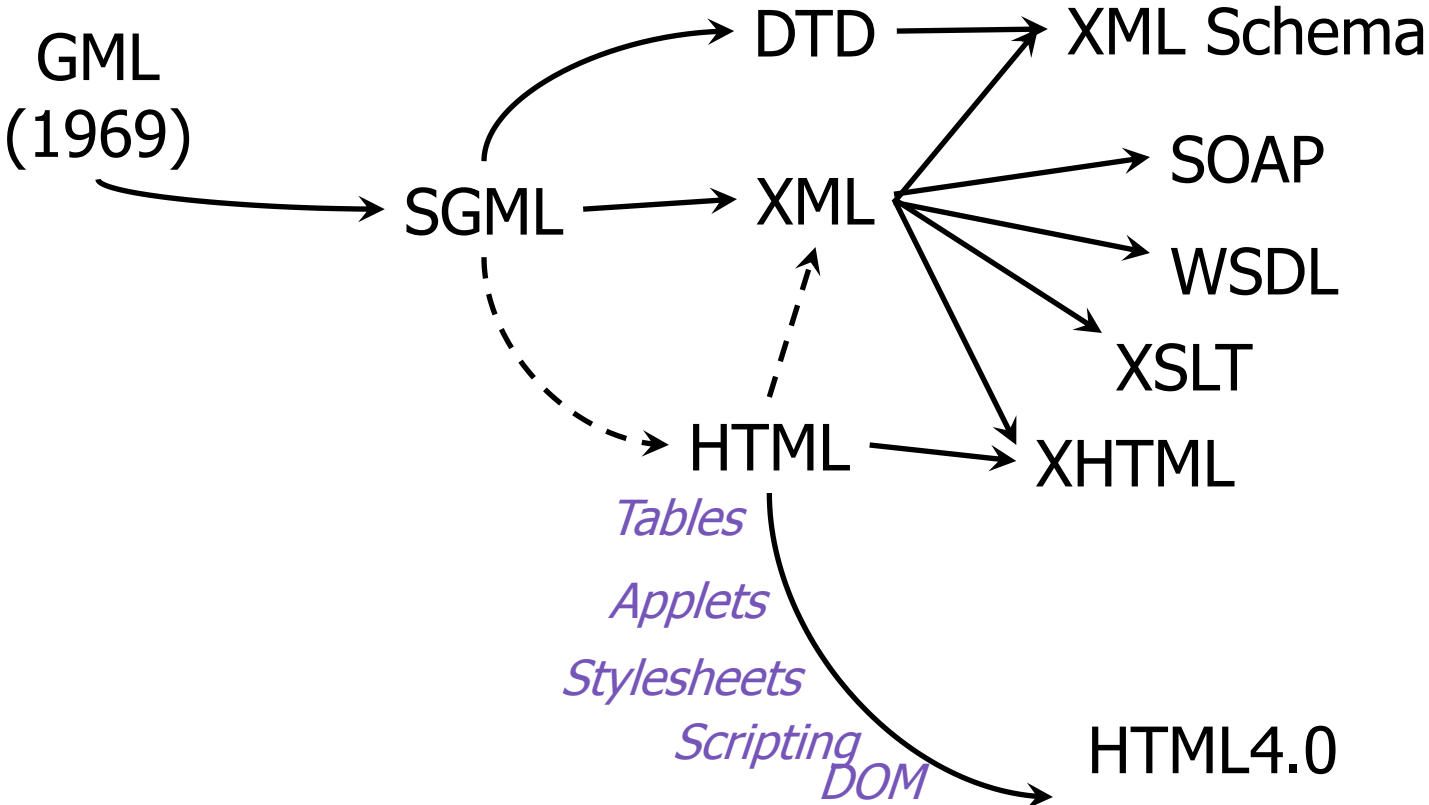 GML
(1969)
DTD
XML Schema
SGML
XML
SOAP
WSDL
XSLT
HTML
XHTML
Tables
Applets
Stylesheets
Scripting
DOM
HTML4.0